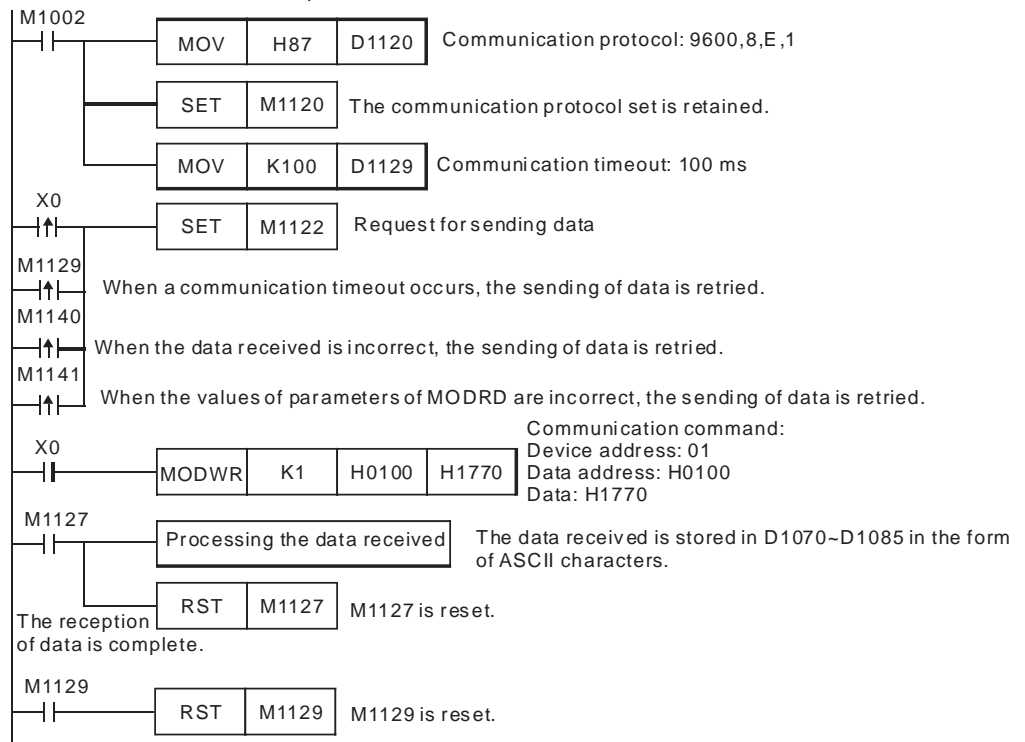 M1002
MOV H87 D1120 Communication protocol: 9600,8,E,1
SET M1120 The communication protocol set is retained.
MOV K100 D1129 Communication timeout: 100 ms
X0
SET M1122 Request for sending data
M1129
When a communication timeout occurs, the sending of data is retried.
M1140
When the data received is incorrect, the sending of data is retried.
M1141
When the values of parameters of MODRD are incorrect, the sending of data is retried.
X0
MODWR K1 H0100 H1770
Communication command:
Device address: 01
Data address: H0100
Data: H1770
M1127
Processing the data received
The data received is stored in D1070~D1085 in the form
of ASCII characters.
RST M1127 M1127 is reset.
The reception
of data is complete.
M1129
RST M1129 M1129 is reset.